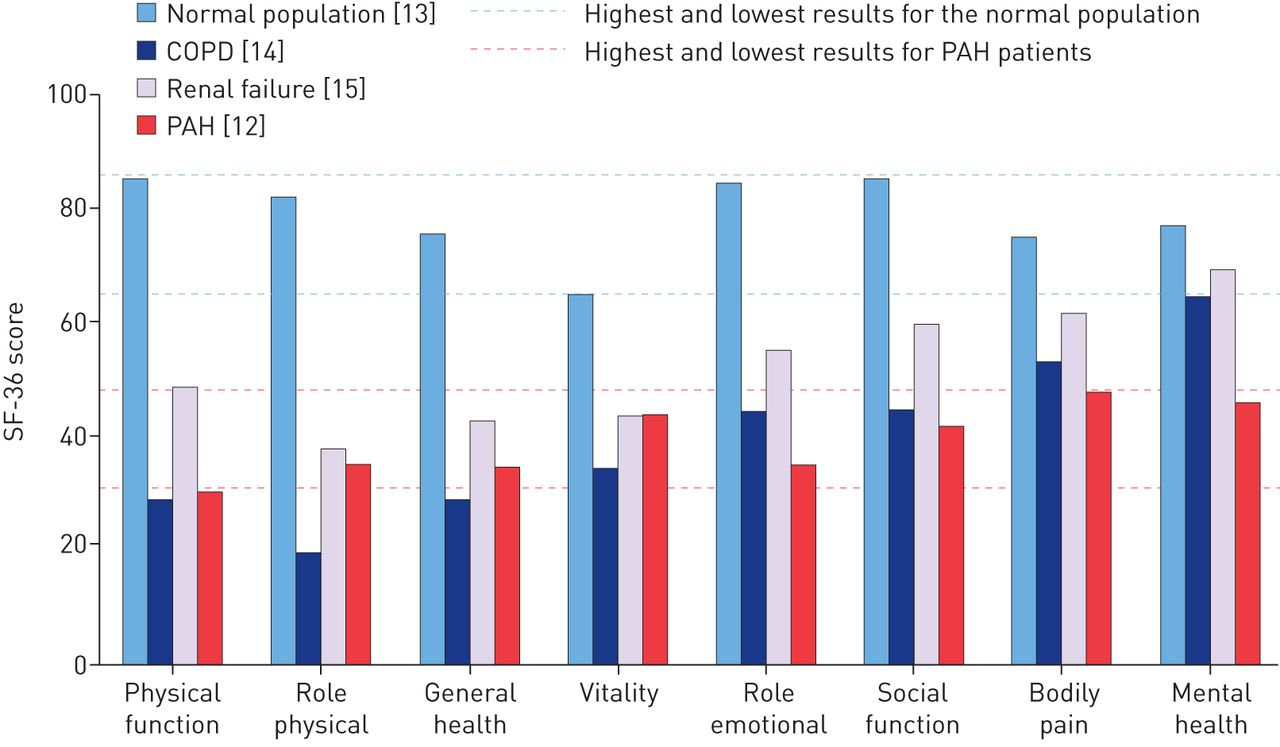 Normal population [13]
COPD [14]
Renal failure [15]
PAH [12]
Highest and lowest results for the normal population
Highest and lowest results for PAH patients
SF-36 score
100
80
60
40
20
0
Physical
function
Role
physical
General
health
Vitality
Role
emotional
Social
function
Bodily
pain
Mental
health